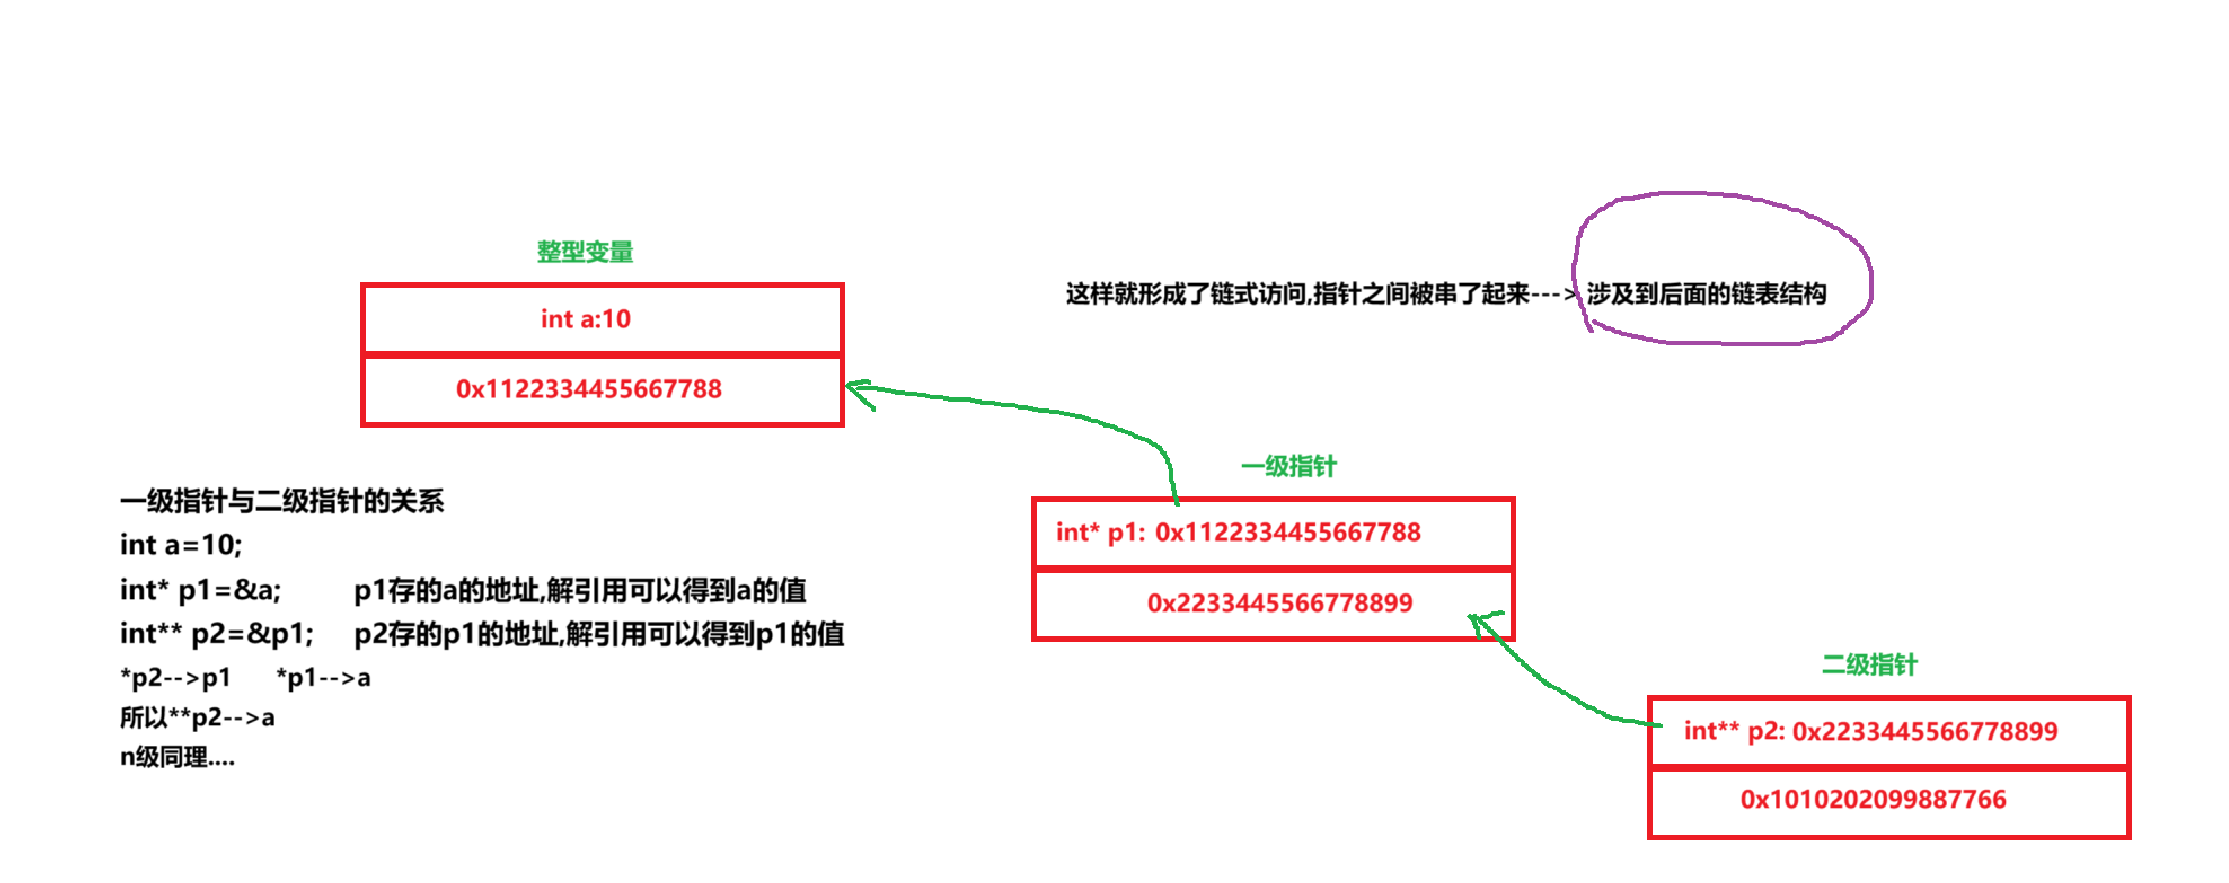 整型变量
int a:10
0x1122334455667788
这样就形成了链式访问,指针之间被串了起来---> 涉及到后面的链表结构
一级指针
int* p1: 0x1122334455667788
0x2233445566778899
二级指针
int** p2: 0x2233445566778899
0x1010202099887766
一级指针与二级指针的关系
int a=10;
int* p1=&a; p1存的a的地址,解引用可以得到a的值
int** p2=&p1; p2存的p1的地址,解引用可以得到p1的值
*p2-->p1 *p1-->a
所以**p2-->a
n级同理....